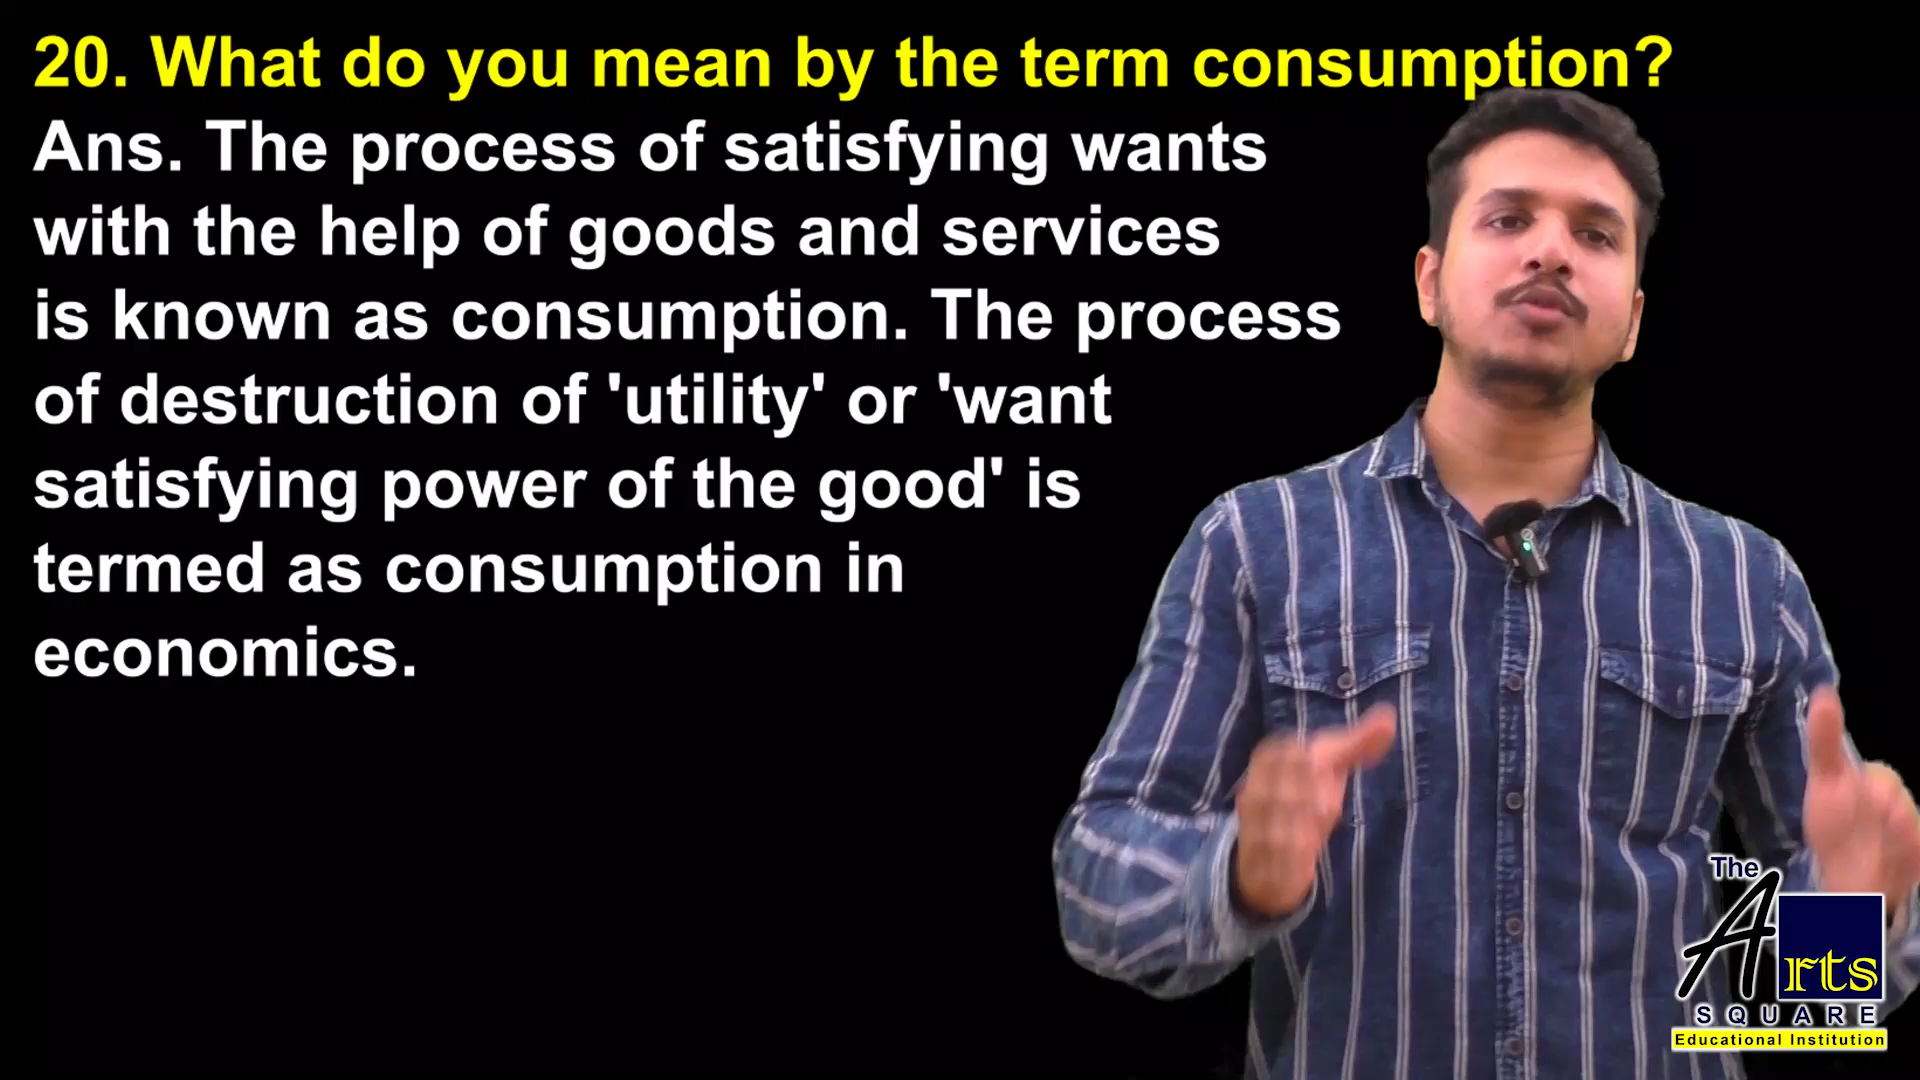 20. What do you mean by the term consumption?
Ans. The process of satisfying wants
with the help of goods and services
is known as consumption. The process
of destruction of 'utility' or 'want
satisfying power of the good' is
termed as consumption in
economics.
The
Arts
SQUARE
Educational Institution